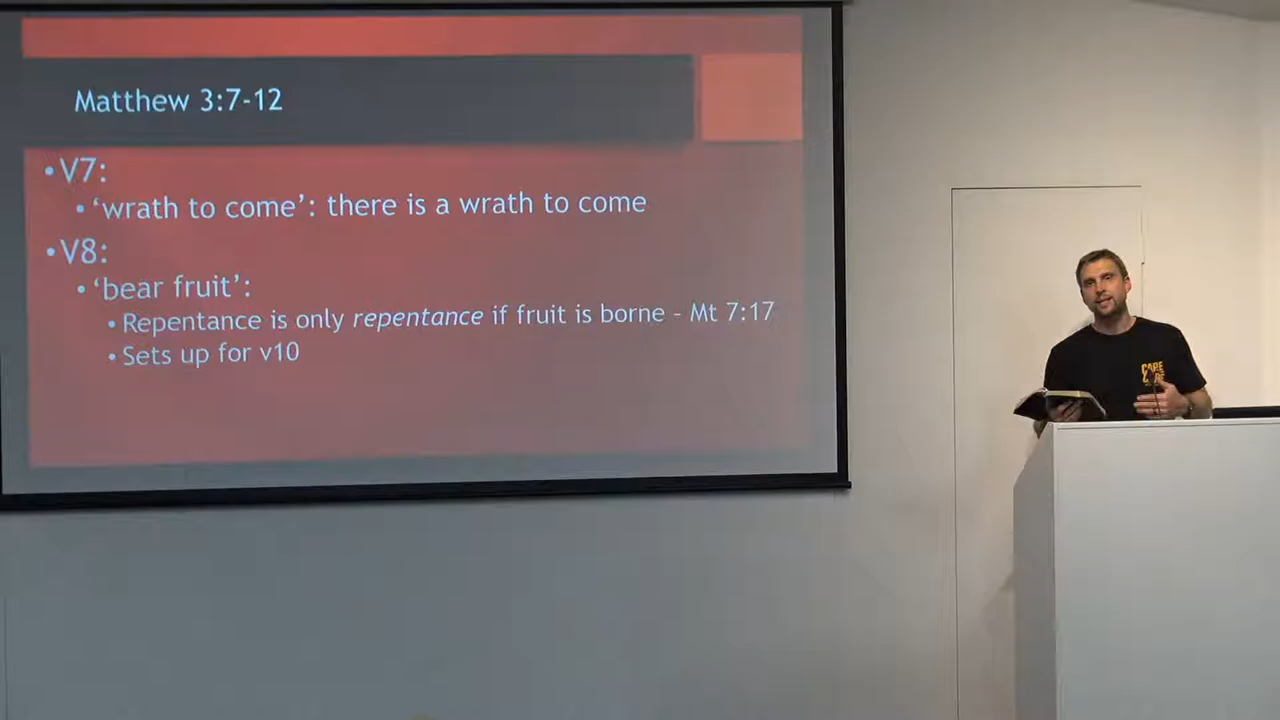 Matthew 3:7-12
•V7:
•‘wrath to come’: there is a wrath to come
•V8:
•‘bear fruit’:
•Repentance is only repentance if fruit is borne – Mt 7:17
•Sets up for v10
CARE